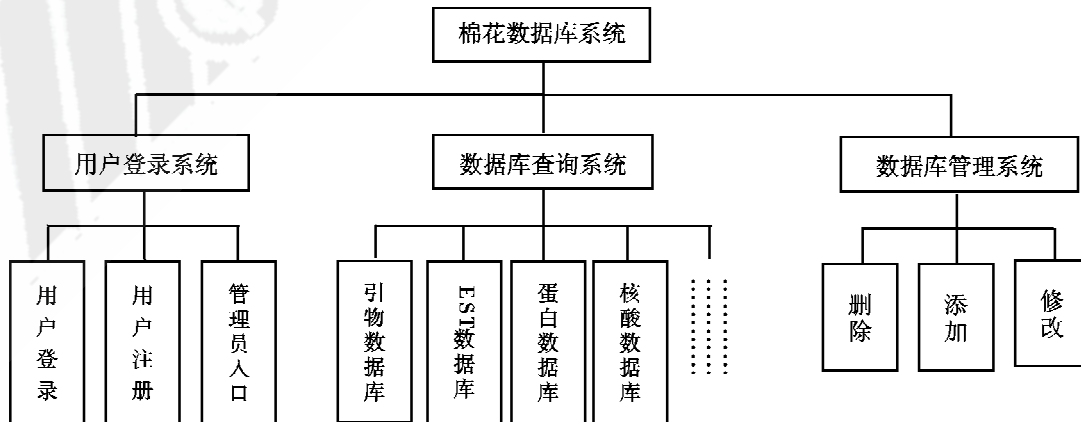 棉花数据库系统
用户登录系统
数据库查询系统
数据库管理系统
用户登录
用户注册
管理员入口
引物数据库
EST数据库
蛋白数据库
核酸数据库
删除
添加
修改